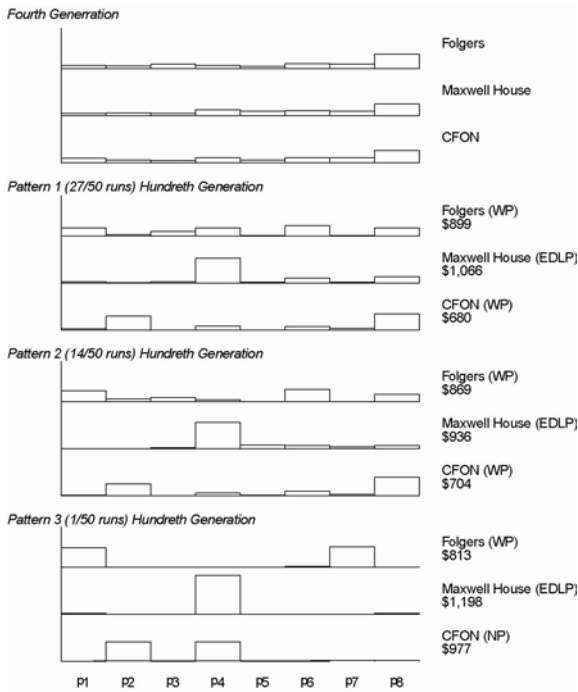 Fourth Generration
Folgers
Maxwell House
CFON
Pattern 1 (27/50 runs) Hundreth Generation
Folgers (WP)
$899
Maxwell House (EDLP)
$1,066
CFON (WP)
$680
Pattern 2 (14/50 runs) Hundreth Generation
Folgers (WP)
$869
Maxwell House (EDLP)
$936
CFON (WP)
$704
Pattern 3 (1/50 runs) Hundreth Generation
Folgers (WP)
$813
Maxwell House (EDLP)
$1,198
CFON (NP)
$977
p1 p2 p3 p4 p5 p6 p7 p8